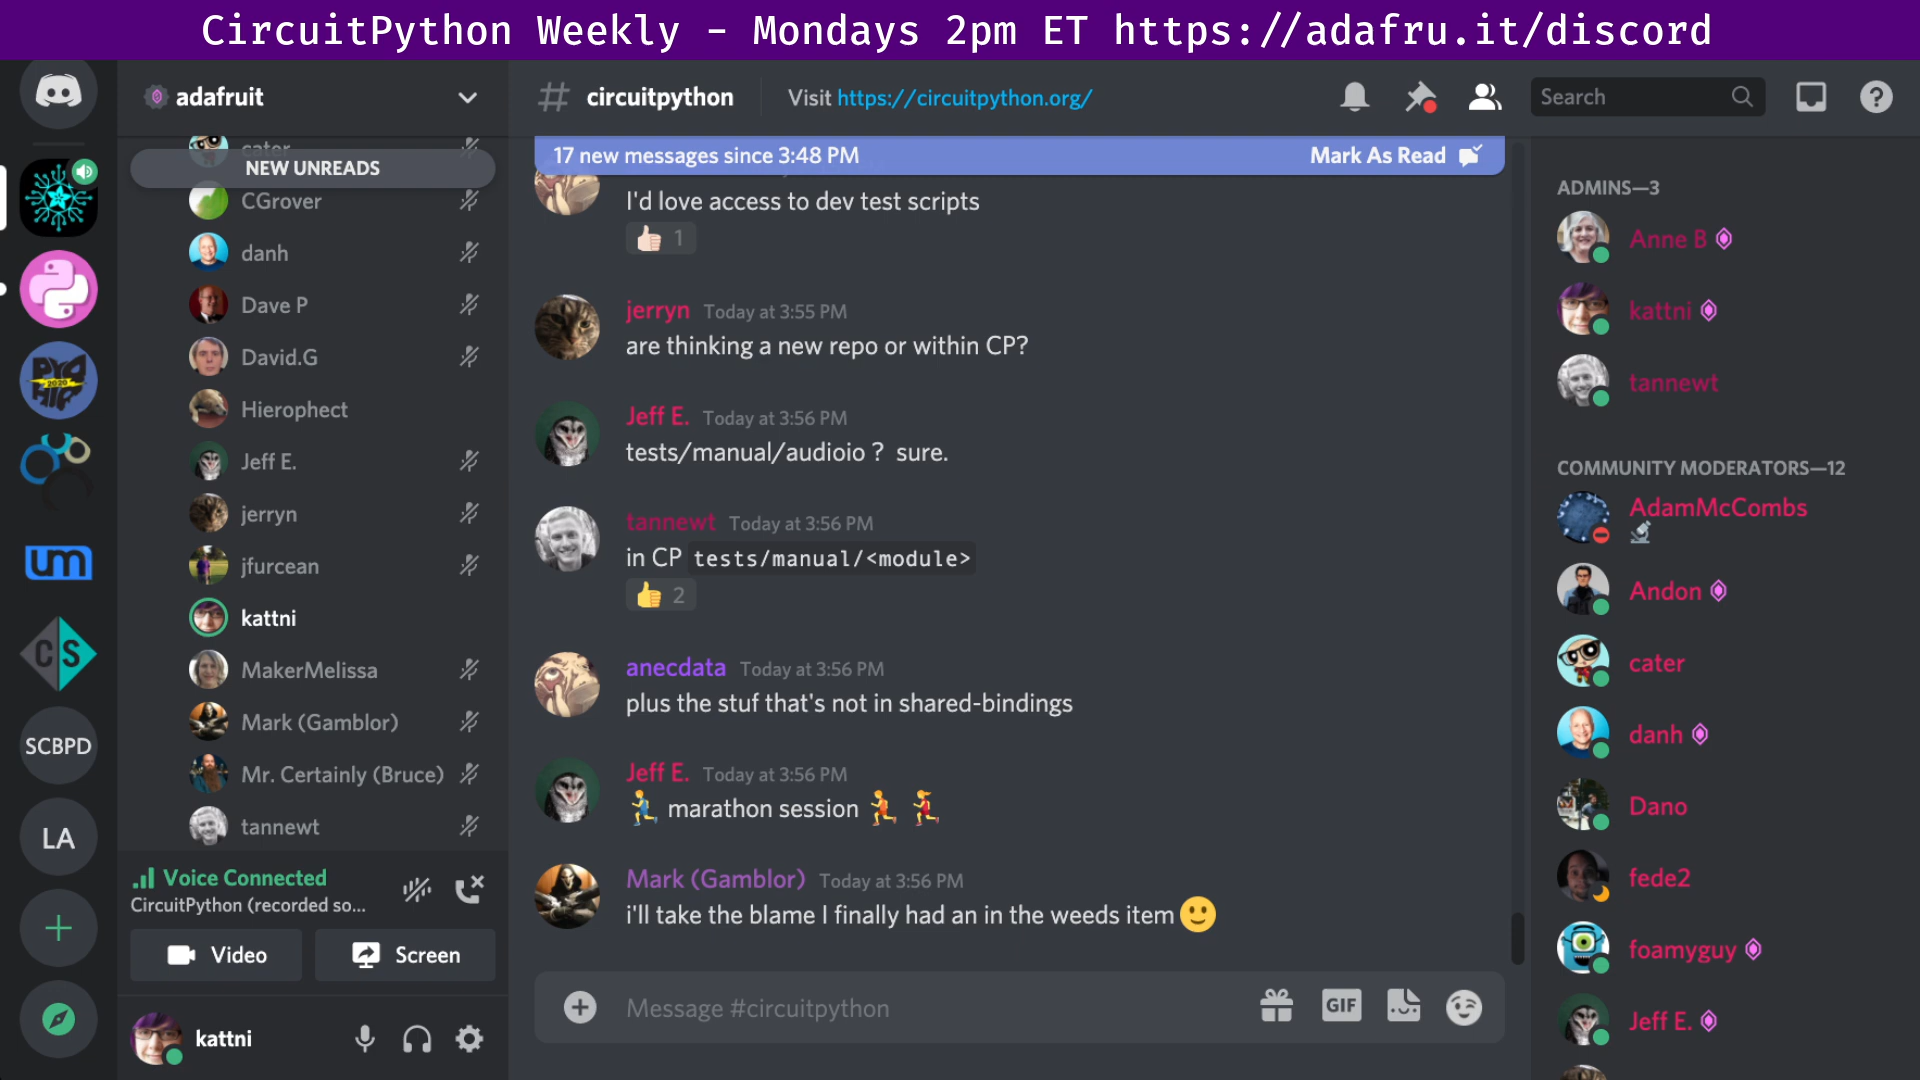 CircuitPython Weekly - Mondays 2pm ET https://adafru.it/discord
adafruit
cater
NEW UNREADS
CGrover
danh
Dave P
David.G
Hierophect
Jeff E.
jerryn
jfurcean
kattni
MakerMelissa
Mark (Gamblor)
Mr. Certainly (Bruce)
tannewt
SCBPD
LA
um
CS
PYOHIO
2020
Voice Connected
CircuitPython (recorded so...
Video
Screen
kattni
circuitpython
Visit https://circuitpython.org/
Search
17 new messages since 3:48 PM
Mark As Read
I'd love access to dev test scripts
👍🏻 1
jerryn Today at 3:55 PM
are thinking a new repo or within CP?
Jeff E. Today at 3:56 PM
tests/manual/audioio ? sure.
tannewt Today at 3:56 PM
in CP tests/manual/<module>
👍 2
anecdata Today at 3:56 PM
plus the stuf that's not in shared-bindings
Jeff E. Today at 3:56 PM
marathon session
Mark (Gamblor) Today at 3:56 PM
i'll take the blame I finally had an in the weeds item 🙂
Message #circuitpython
GIF
ADMINS—3
Anne B
kattni
tannewt
COMMUNITY MODERATORS—12
AdamMcCombs
Andon
cater
danh
Dano
fede2
foamyguy
Jeff E.